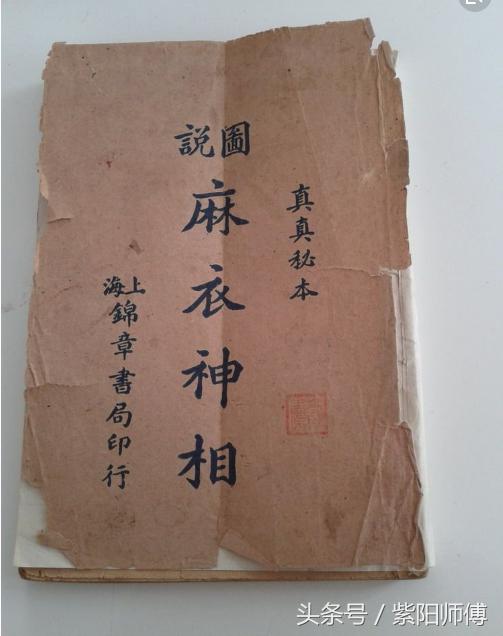 真真秘本
圖説
麻衣神相
上海
錦章書局印行
头条号 / 紫阳师傅